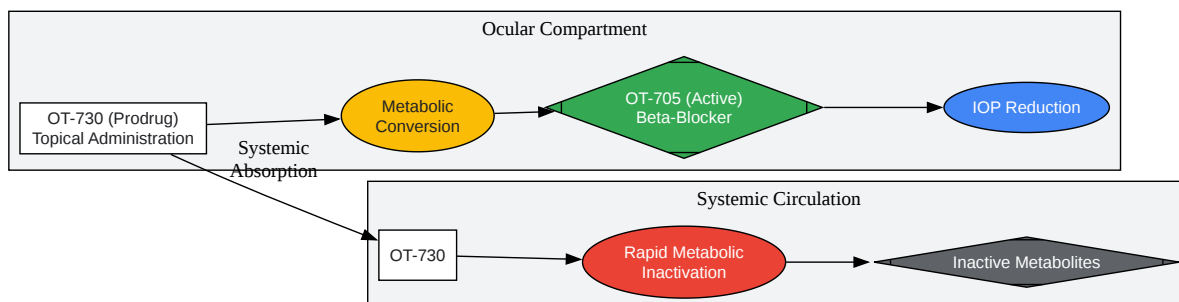 Ocular Compartment
OT-730 (Prodrug)
Topical Administration
Metabolic
Conversion
OT-705 (Active)
Beta-Blocker
IOP Reduction
Systemic
Absorption
Systemic Circulation
OT-730
Rapid Metabolic
Inactivation
Inactive Metabolites